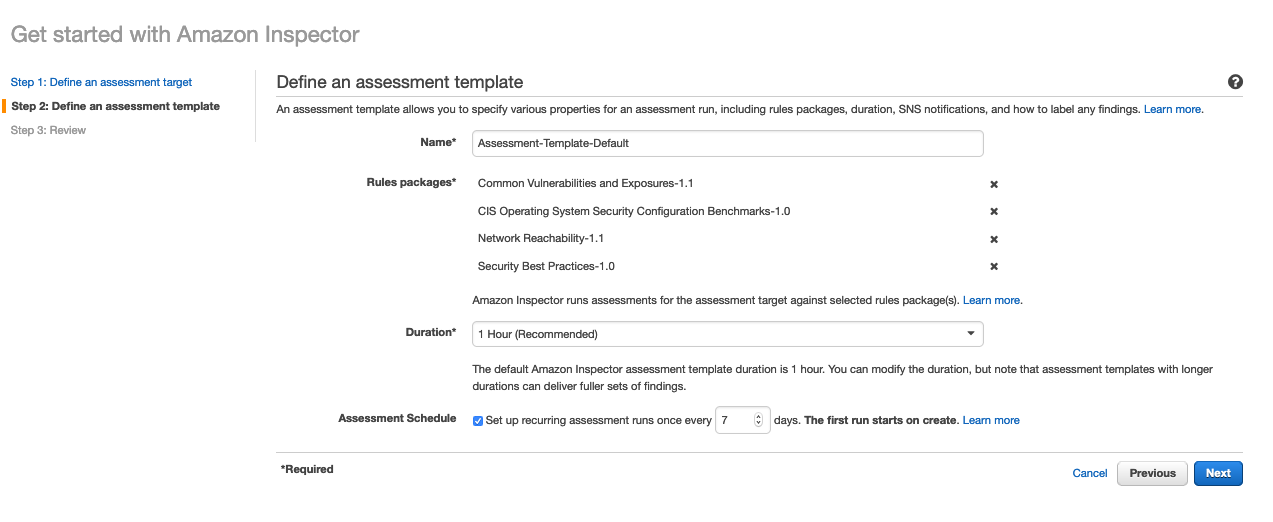 Get started with Amazon Inspector
Step 1: Define an assessment target
Step 2: Define an assessment template
Step 3: Review
Define an assessment template
An assessment template allows you to specify various properties for an assessment run, including rules packages, duration, SNS notifications, and how to label any findings. Learn more.
Name* Assessment-Template-Default
Rules packages* Common Vulnerabilities and Exposures-1.1
CIS Operating System Security Configuration Benchmarks-1.0
Network Reachability-1.1
Security Best Practices-1.0
Amazon Inspector runs assessments for the assessment target against selected rules package(s). Learn more.
Duration* 1 Hour (Recommended)
The default Amazon Inspector assessment template duration is 1 hour. You can modify the duration, but note that assessment templates with longer
durations can deliver fuller sets of findings.
Assessment Schedule Set up recurring assessment runs once every 7 days. The first run starts on create. Learn more
*Required
Cancel Previous Next